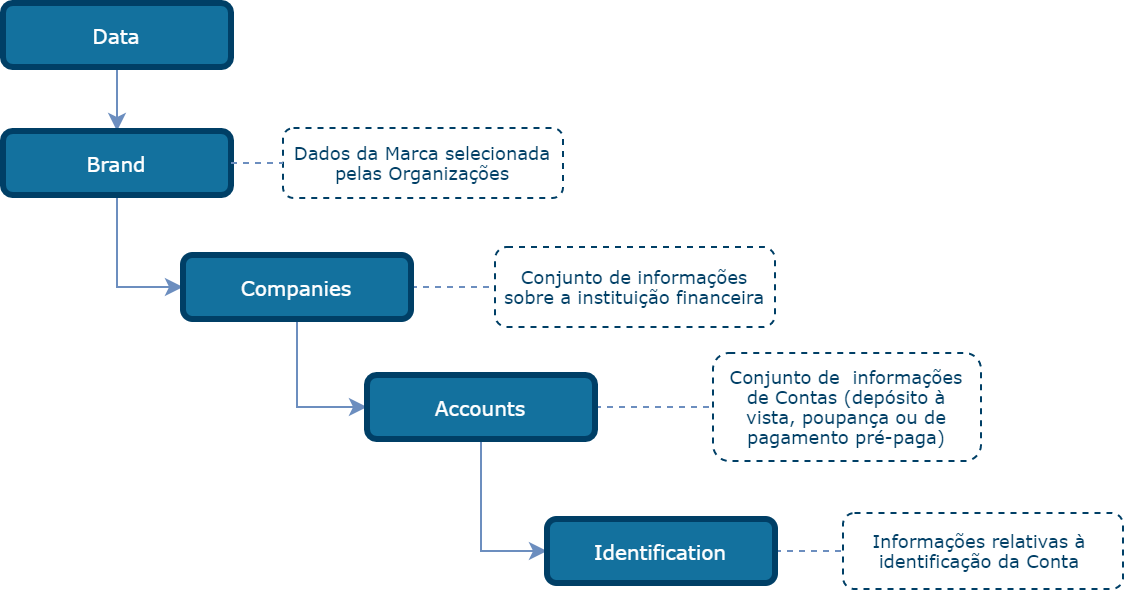 Data
Brand
Dados da Marca selecionada
pelas Organizações
Companies
Conjunto de informações
sobre a instituição financeira
Accounts
Conjunto de informações
de Contas (depósito à
vista, poupança ou de
pagamento pré-paga)
Identification
Informações relativas à
identificação da Conta